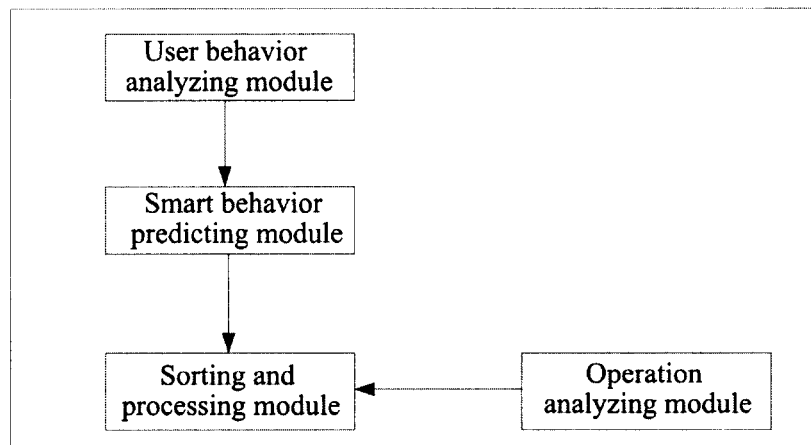 User behavior
analyzing module
Smart behavior
predicting module
Sorting and
processing module
Operation
analyzing module